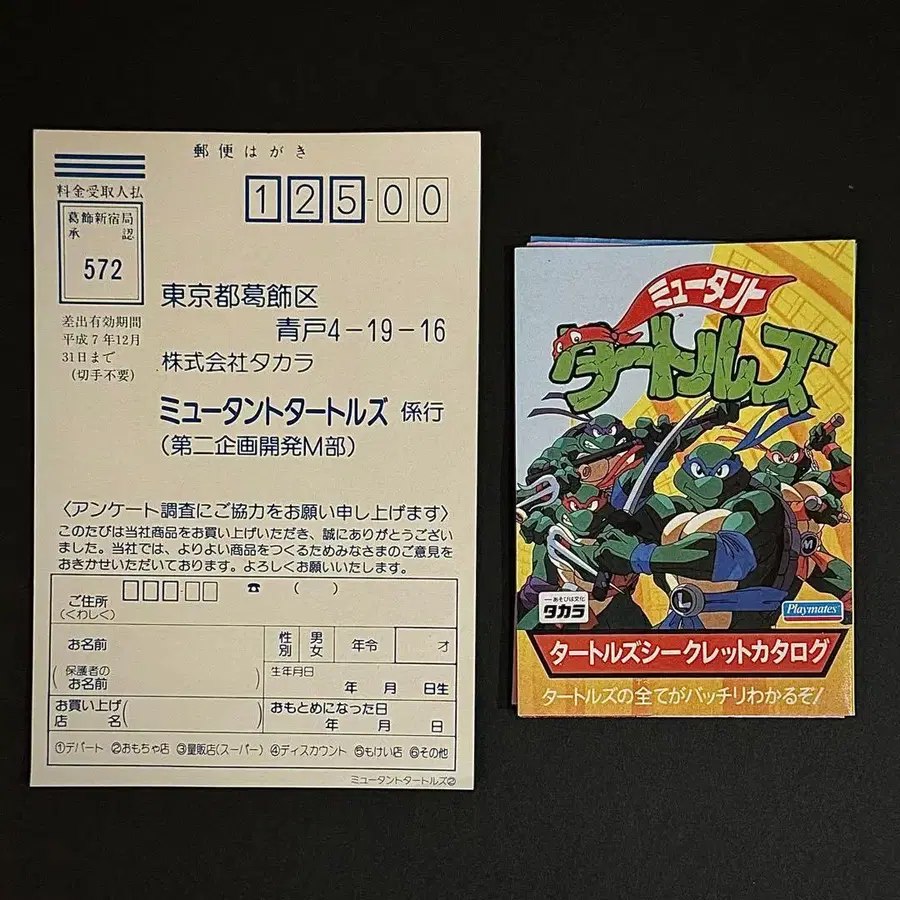 郵便はがき
料金受取人払
葛飾新宿局
承認
572
差出有効期間
平成7年12月
31日まで
(切手不要)
125-00
東京都葛飾区
青戸4-19-16
株式会社タカラ
ミュータントタートルズ 係行
(第二企画開発M部)
〈アンケート調査にご協力をお願い申し上げます〉
このたびは当社商品をお買い上げいただき、誠にありがとうござい
ました。当社では、よりよい商品をつくるためみなさまのご意見を
おきかせいただいております。よろしくお願いいたします。
ご住所
(くわしく)
☎ ( )
お名前
性別
男
女
年令
才
(保護者の
お名前)
生年月日
年 月 日生
お買い上げ
店名( )
おもとめになった日
年 月 日
①デパート ②おもちゃ店 ③量販店(スーパー) ④ディスカウント ⑤もけい店 ⑥その他
ミュータントタートルズ②
ミュータント
タートルズ
L
M
あそびは文化
タカラ
Playmates
タートルズシークレットカタログ
タートルズの全てがバッチリわかるぞ!